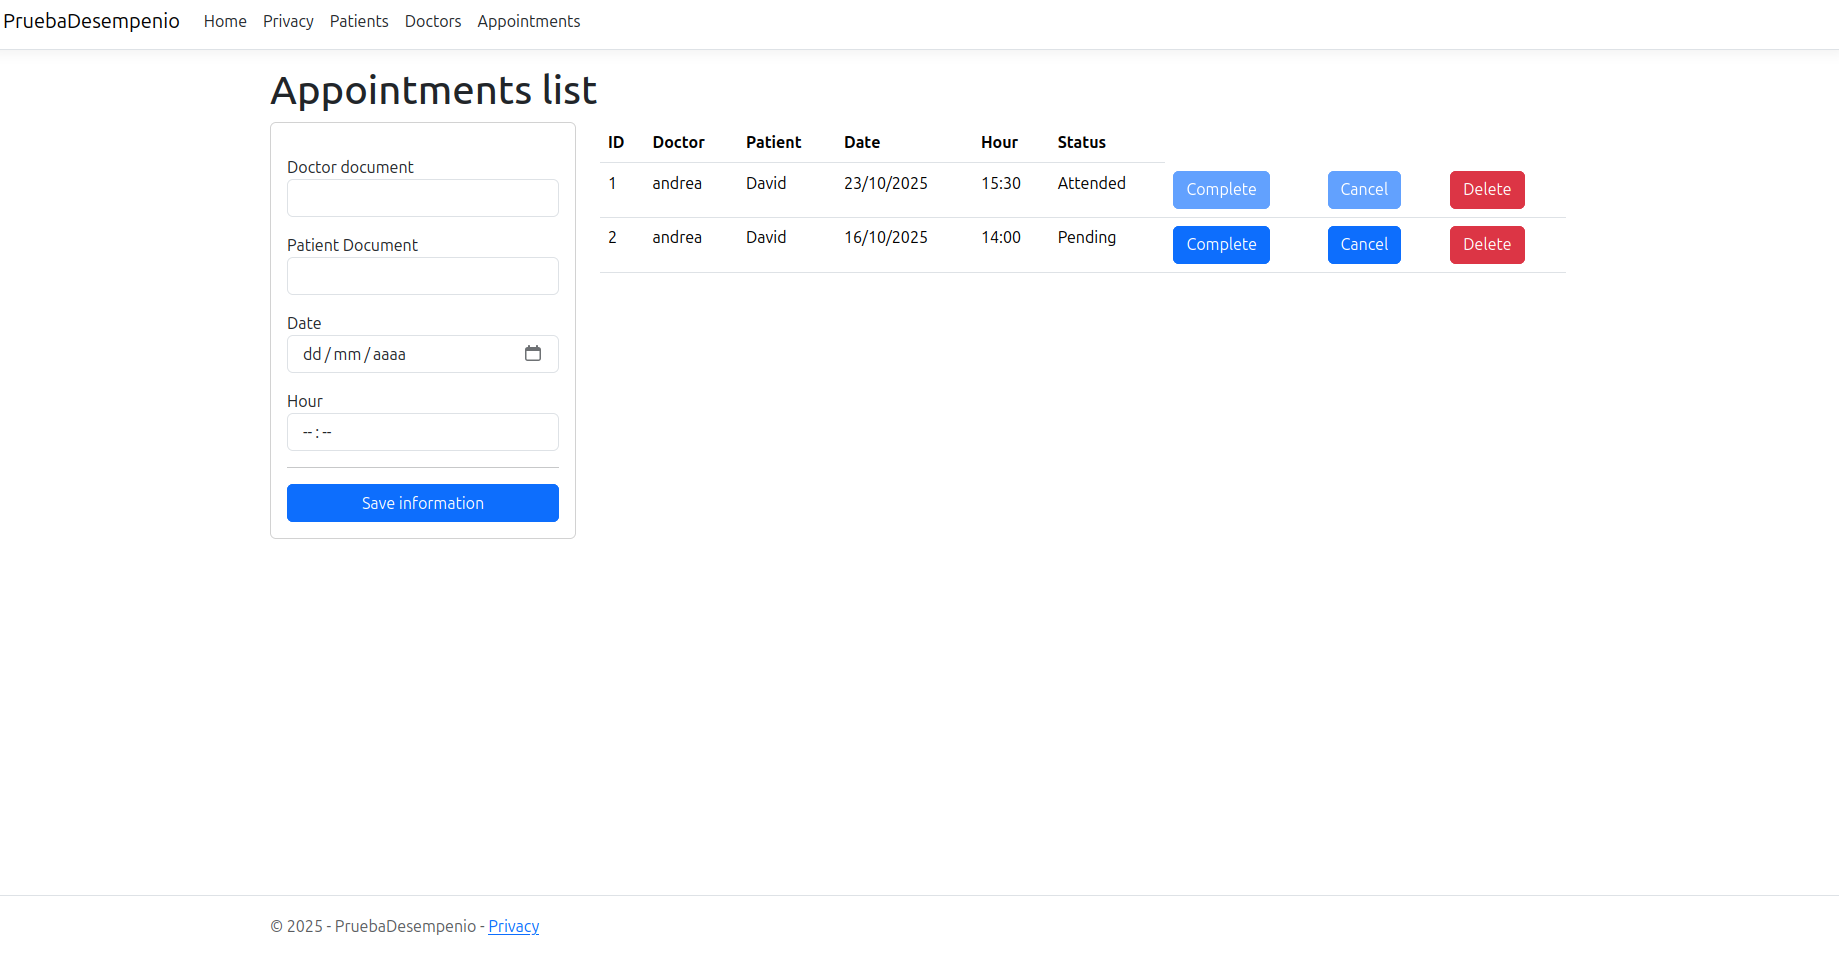 PruebaDesempenio Home Privacy Patients Doctors Appointments
Appointments list
Doctor document
Patient Document
Date
dd/mm/aaaa
Hour
--:--
Save information
ID Doctor Patient Date Hour Status
1 andrea David 23/10/2025 15:30 Attended Complete Cancel Delete
2 andrea David 16/10/2025 14:00 Pending Complete Cancel Delete
© 2025 - PruebaDesempenio - Privacy